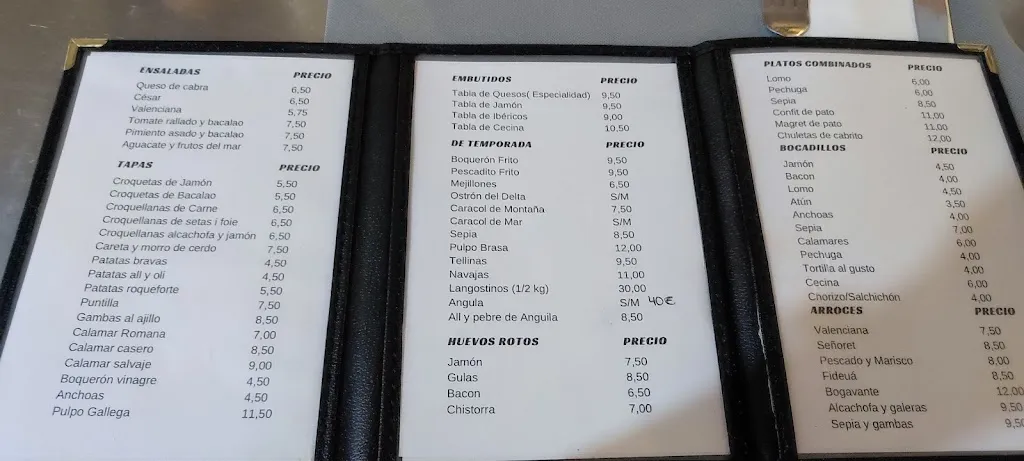 ENSALADAS PRECIO
Queso de cabra 6,50
César 6,50
Valenciana 5,75
Tomate rallado y bacalao 7,50
Pimiento asado y bacalao 7,50
Aguacate y frutos del mar 7,50
TAPAS PRECIO
Croquetas de Jamón 5,50
Croquetas de Bacalao 5,50
Croquellanas de Carne 6,50
Croquellanas de setas i foie 6,50
Croquellanas alcachofa y jamón 6,50
Careta y morro de cerdo 7,50
Patatas bravas 4,50
Patatas all y oli 4,50
Patatas roqueforte 5,50
Puntilla 7,50
Gambas al ajillo 8,50
Calamar Romana 7,00
Calamar casero 8,50
Calamar salvaje 9,00
Boquerón vinagre 4,50
Anchoas 4,50
Pulpo Gallega 11,50
EMBUTIDOS PRECIO
Tabla de Quesos( Especialidad) 9,50
Tabla de Jamón 9,50
Tabla de Ibéricos 9,00
Tabla de Cecina 10,50
DE TEMPORADA PRECIO
Boquerón Frito 9,50
Pescadito Frito 9,50
Mejillones 6,50
Ostrón del Delta S/M
Caracol de Montaña 7,50
Caracol de Mar S/M
Sepia 8,50
Pulpo Brasa 12,00
Tellinas 9,50
Navajas 11,00
Langostinos (1/2 kg) 30,00
Angula S/M 40€
All y pebre de Anguila 8,50
HUEVOS ROTOS PRECIO
Jamón 7,50
Gulas 8,50
Bacon 6,50
Chistorra 7,00
PLATOS COMBINADOS PRECIO
Lomo 6,00
Pechuga 6,00
Sepia 8,50
Confit de pato 11,00
Magret de pato 11,00
Chuletas de cabrito 12,00
BOCADILLOS PRECIO
Jamón 4,50
Bacon 4,00
Lomo 4,50
Atún 3,50
Anchoas 4,00
Sepia 7,00
Calamares 6,00
Pechuga 4,00
Tortilla al gusto 4,00
Cecina 6,00
Chorizo/Salchichón 4,00
ARROCES PRECIO
Valenciana 7,50
Señoret 8,50
Pescado y Marisco 8,00
Fideuá 8,50
Bogavante 12,00
Alcachofa y galeras 9,50
Sepia y gambas 9,50